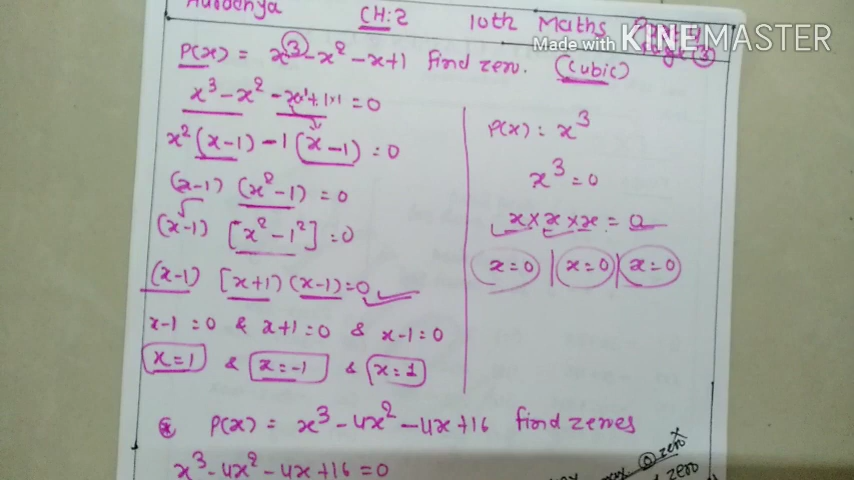 CH:2 10th Maths
Made with KINEMASTER
P(x) = x³ - x² - x + 1 find zero. (Cubic)
x³ - x² - x×1 + 1×1 = 0
x² (x-1) - 1 (x-1) = 0
(x-1) (x² - 1) = 0
(x-1) [x² - 1²] = 0
(x-1) [x+1) (x-1) = 0
x-1 = 0 & x+1 = 0 & x-1 = 0
x = 1 & x = -1 & x = 1
P(x) = x³
x³ = 0
x × x × x = 0
x = 0 | x = 0 | x = 0
P(x) = x³ - 4x² - 4x + 16 find zeroes
x³ - 4x² - 4x + 16 = 0
zero
zero